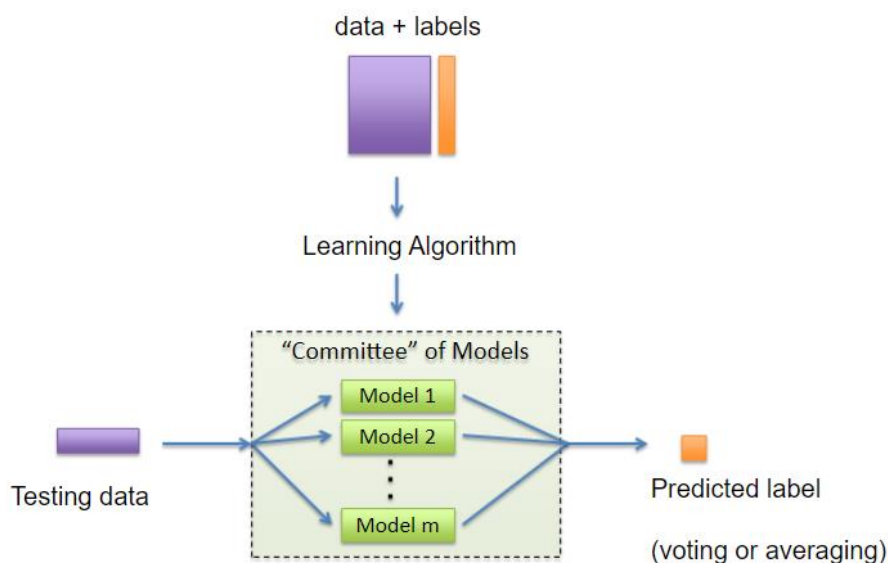 data + labels
Learning Algorithm
“Committee” of Models
Model 1
Model 2
Model m
Testing data
Predicted label
(voting or averaging)